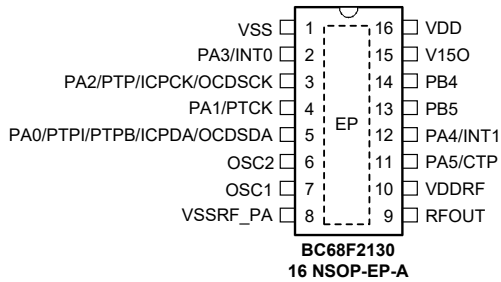 VSS 1 16 VDD
PA3/INT0 2 15 V15O
PA2/PTP/ICPCK/OCDSCK 3 14 PB4
PA1/PTCK 4 13 PB5
EP
PA0/PTPI/PTPB/ICPDA/OCDSDA 5 12 PA4/INT1
OSC2 6 11 PA5/CTP
OSC1 7 10 VDDRF
VSSRF_PA 8 9 RFOUT
BC68F2130
16 NSOP-EP-A